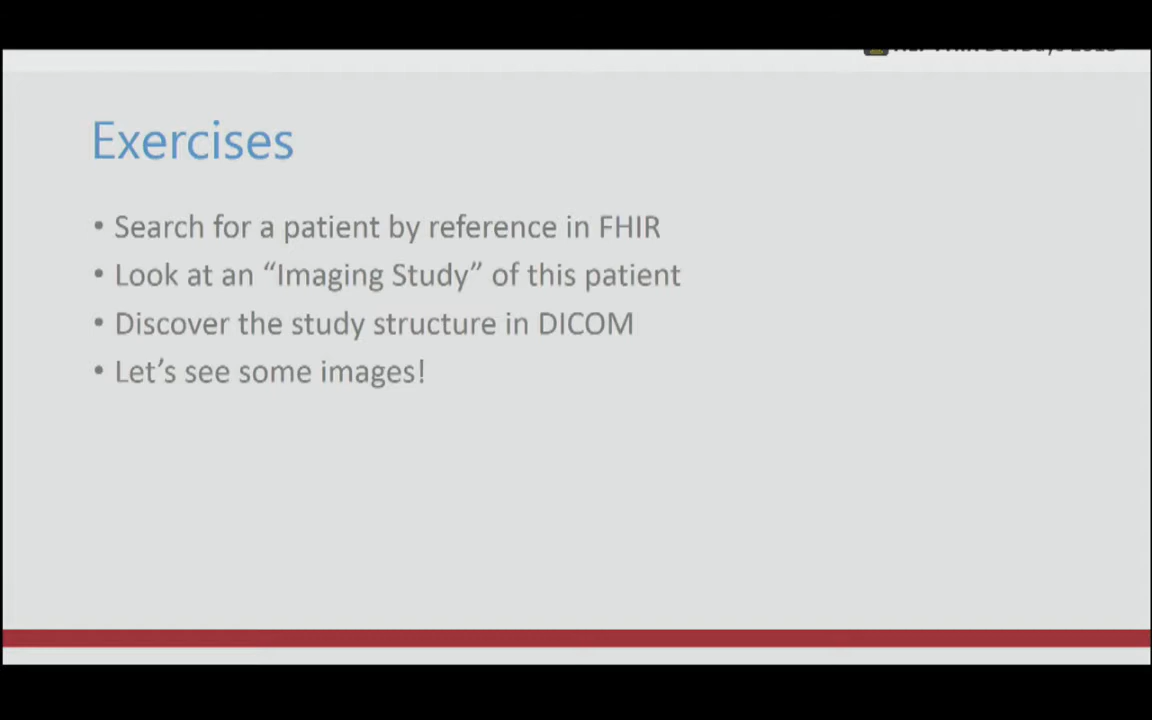 Exercises
• Search for a patient by reference in FHIR
• Look at an “Imaging Study” of this patient
• Discover the study structure in DICOM
• Let’s see some images!